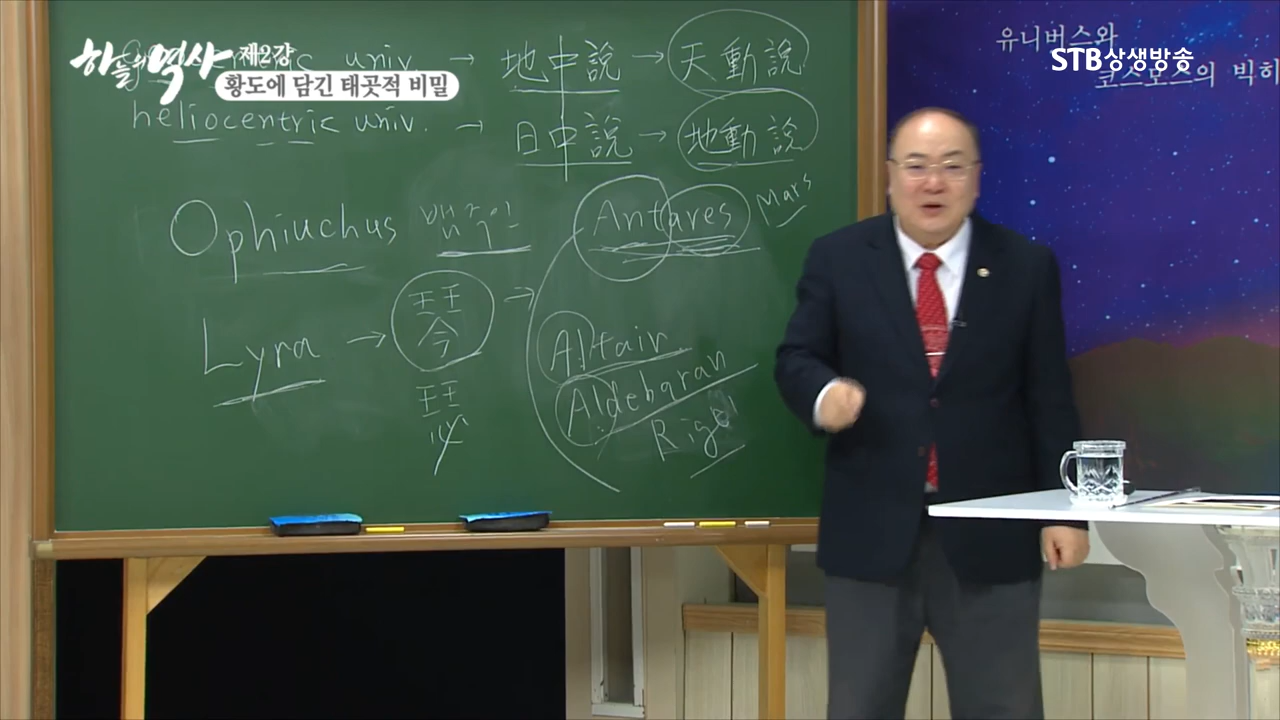 하늘의 역사 제2강
황도에 담긴 태곳적 비밀
STB상생방송
유니버스와
코스모스의 빅히
univ. → 地中說 → 天動說
heliocentric univ. → 日中說 → 地動說
Ophiuchus 뱀주인
Antares Mars
Lyra → 琴 →
Altair
Aldebaran
Rigel